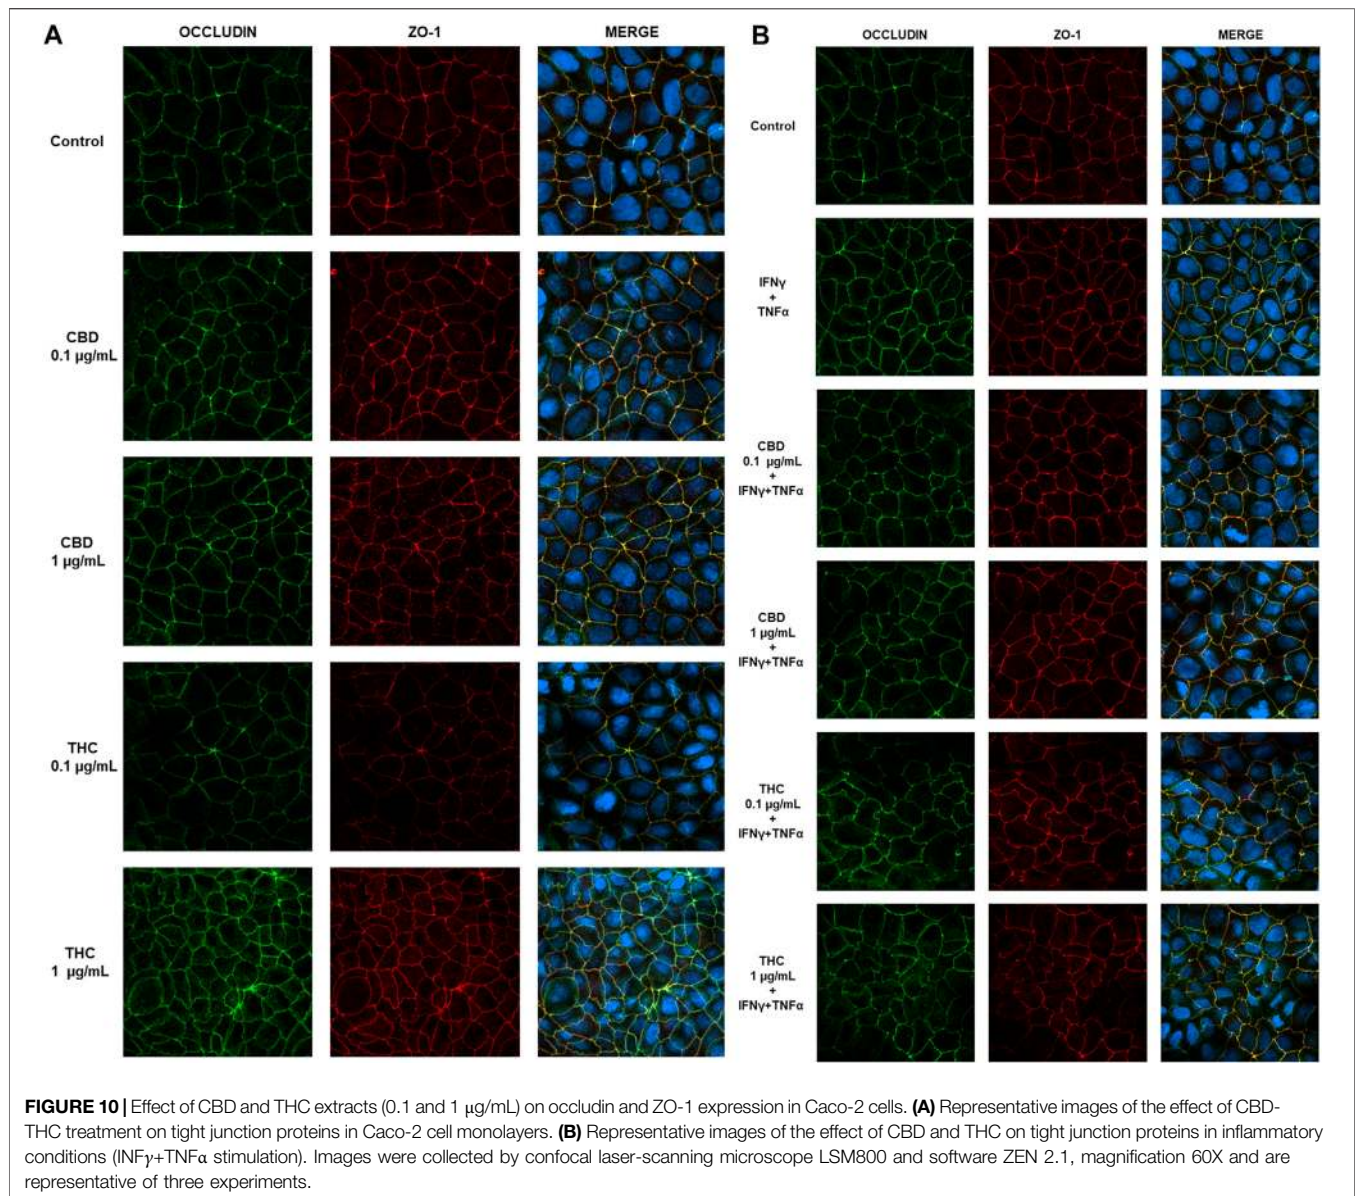 A
OCCLUDIN
ZO-1
MERGE
Control
CBD
0.1 µg/mL
CBD
1 µg/mL
THC
0.1 µg/mL
THC
1 µg/mL
B
OCCLUDIN
ZO-1
MERGE
Control
IFNγ
+
TNFα
CBD
0.1 µg/mL
+
IFNγ+TNFα
CBD
1 µg/mL
+
IFNγ+TNFα
THC
0.1 µg/mL
+
IFNγ+TNFα
THC
1 µg/mL
+
IFNγ+TNFα
FIGURE 10 | Effect of CBD and THC extracts (0.1 and 1 µg/mL) on occludin and ZO-1 expression in Caco-2 cells. (A) Representative images of the effect of CBD-
THC treatment on tight junction proteins in Caco-2 cell monolayers. (B) Representative images of the effect of CBD and THC on tight junction proteins in inflammatory
conditions (INFγ+TNFα stimulation). Images were collected by confocal laser-scanning microscope LSM800 and software ZEN 2.1, magnification 60X and are
representative of three experiments.